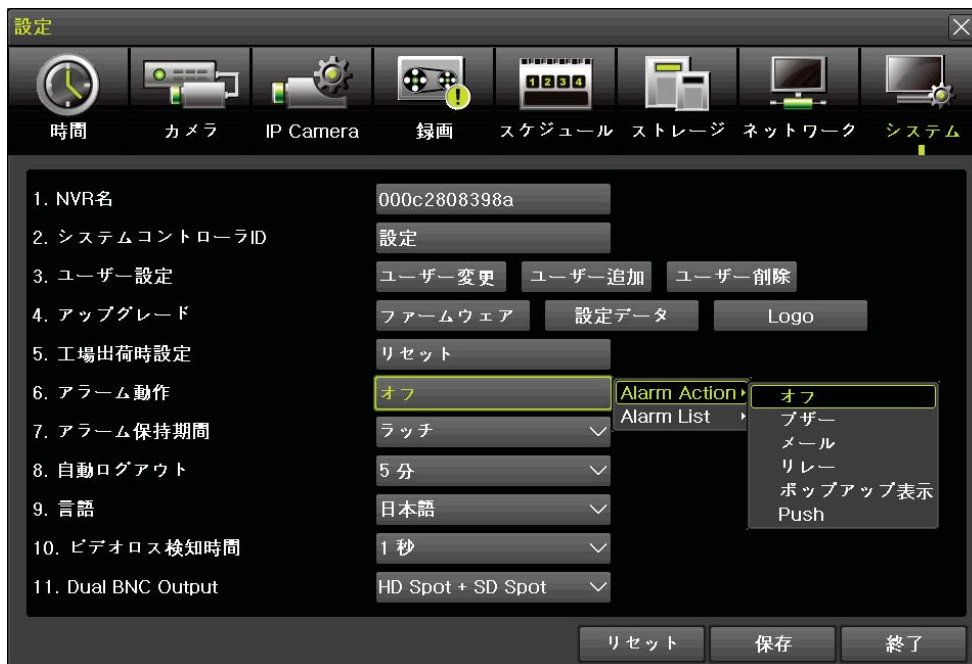 設定
時間 カメラ IP Camera 録画 スケジュール ストレージ ネットワーク システム
1 2 3 4
1. NVR名 000c2808398a
2. システムコントローラID 設定
3. ユーザー設定 ユーザー変更 ユーザー追加 ユーザー削除
4. アップグレード ファームウェア 設定データ Logo
5. 工場出荷時設定 リセット
6. アラーム動作 オフ Alarm Action オフ
Alarm List ブザー
メール
リレー
ポップアップ表示
Push
7. アラーム保持期間 ラッチ
8. 自動ログアウト 5 分
9. 言語 日本語
10. ビデオロス検知時間 1 秒
11. Dual BNC Output HD Spot + SD Spot
リセット 保存 終了